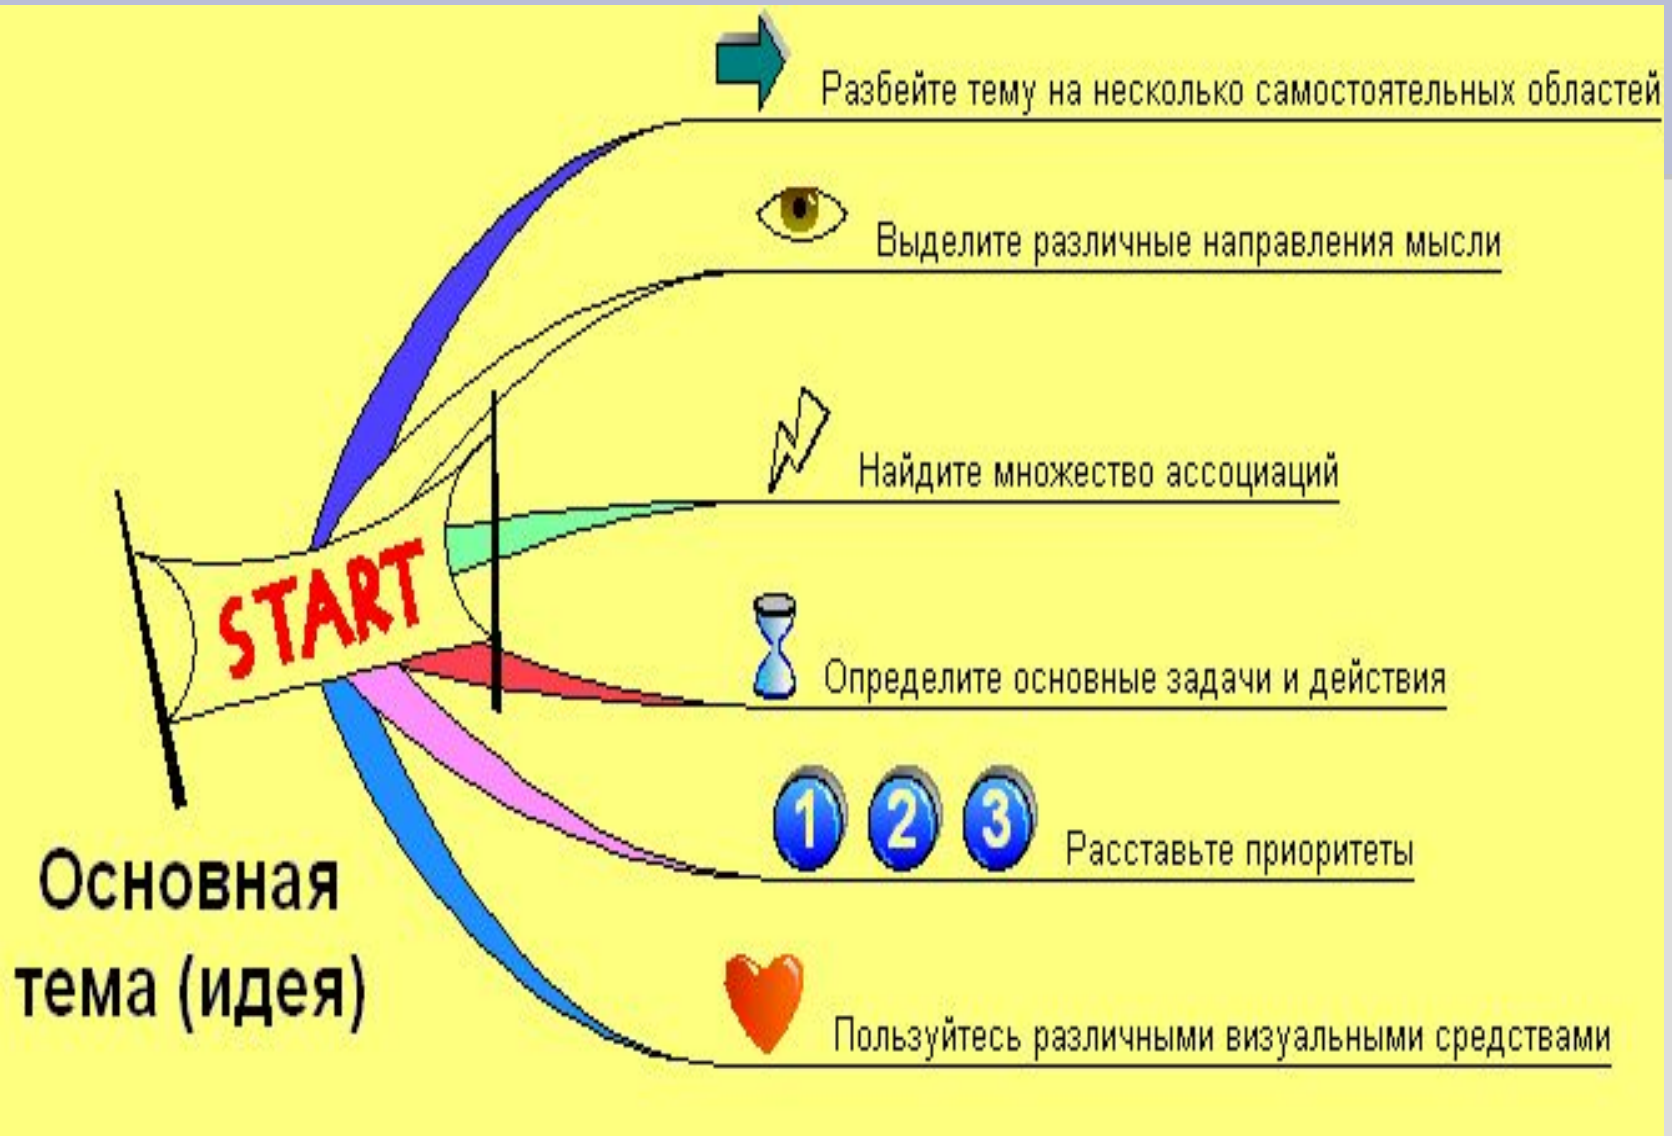 Разбейте тему на несколько самостоятельных областей
Выделите различные направления мысли
Найдите множество ассоциаций
START
Определите основные задачи и действия
1 2 3 Расставьте приоритеты
Основная
тема (идея)
Пользуйтесь различными визуальными средствами